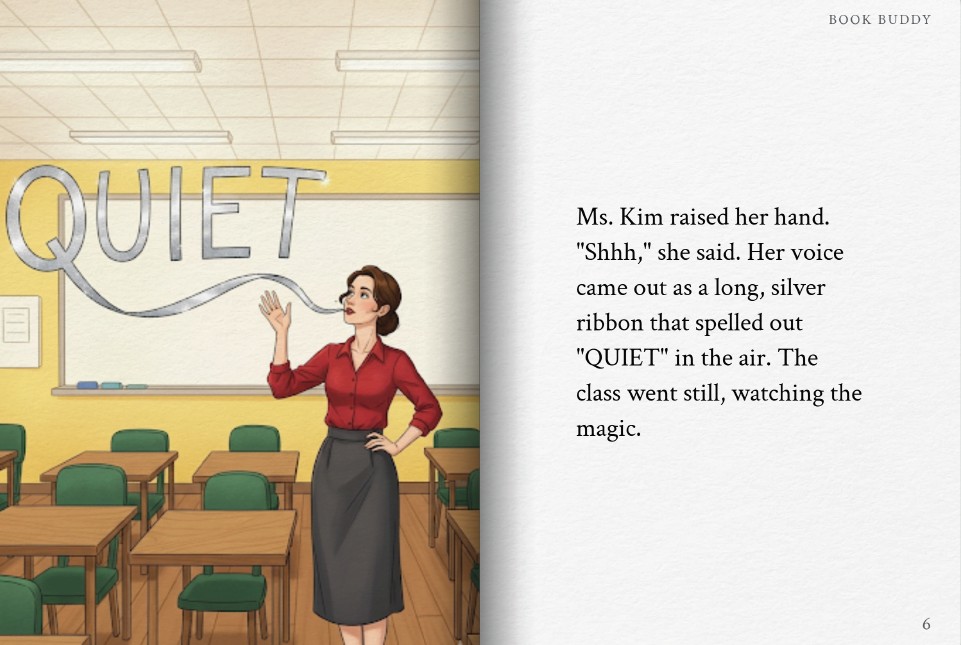 QUIET
BOOK BUDDY
Ms. Kim raised her hand.
"Shhh," she said. Her voice
came out as a long, silver
ribbon that spelled out
"QUIET" in the air. The
class went still, watching the
magic.
6